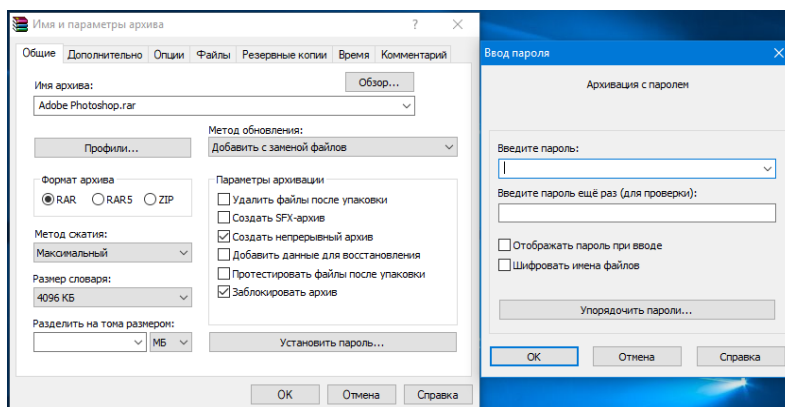 Имя и параметры архива
Общие Дополнительно Опции Файлы Резервные копии Время Комментарий
Имя архива:
Обзор...
Adobe Photoshop.rar
Профили...
Метод обновления:
Добавить с заменой файлов
Формат архива
RAR RAR5 ZIP
Метод сжатия:
Максимальный
Размер словаря:
4096 КБ
Разделить на тома размером:
МБ
Параметры архивации
Удалить файлы после упаковки
Создать SFX-архив
Создать непрерывный архив
Добавить данные для восстановления
Протестировать файлы после упаковки
Заблокировать архив
Установить пароль...
ОК Отмена Справка
Ввод пароля
Архивация с паролем
Введите пароль:
Введите пароль ещё раз (для проверки):
Отображать пароль при вводе
Шифровать имена файлов
Упорядочить пароли...
ОК Отмена Справка